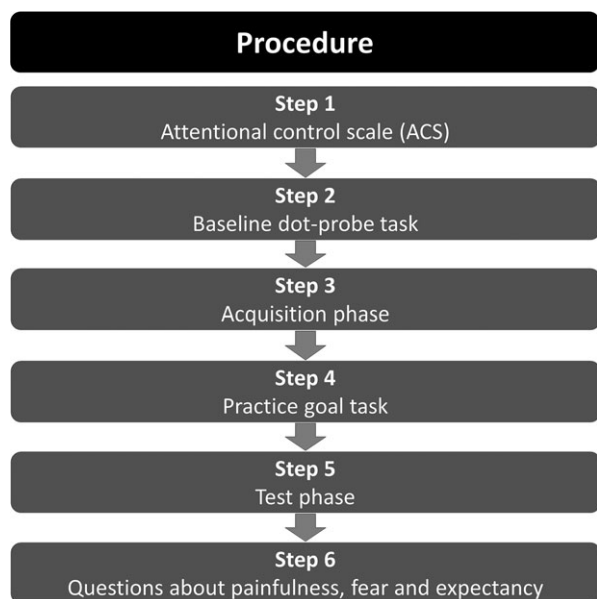 Procedure
Step 1
Attentional control scale (ACS)
Step 2
Baseline dot-probe task
Step 3
Acquisition phase
Step 4
Practice goal task
Step 5
Test phase
Step 6
Questions about painfulness, fear and expectancy